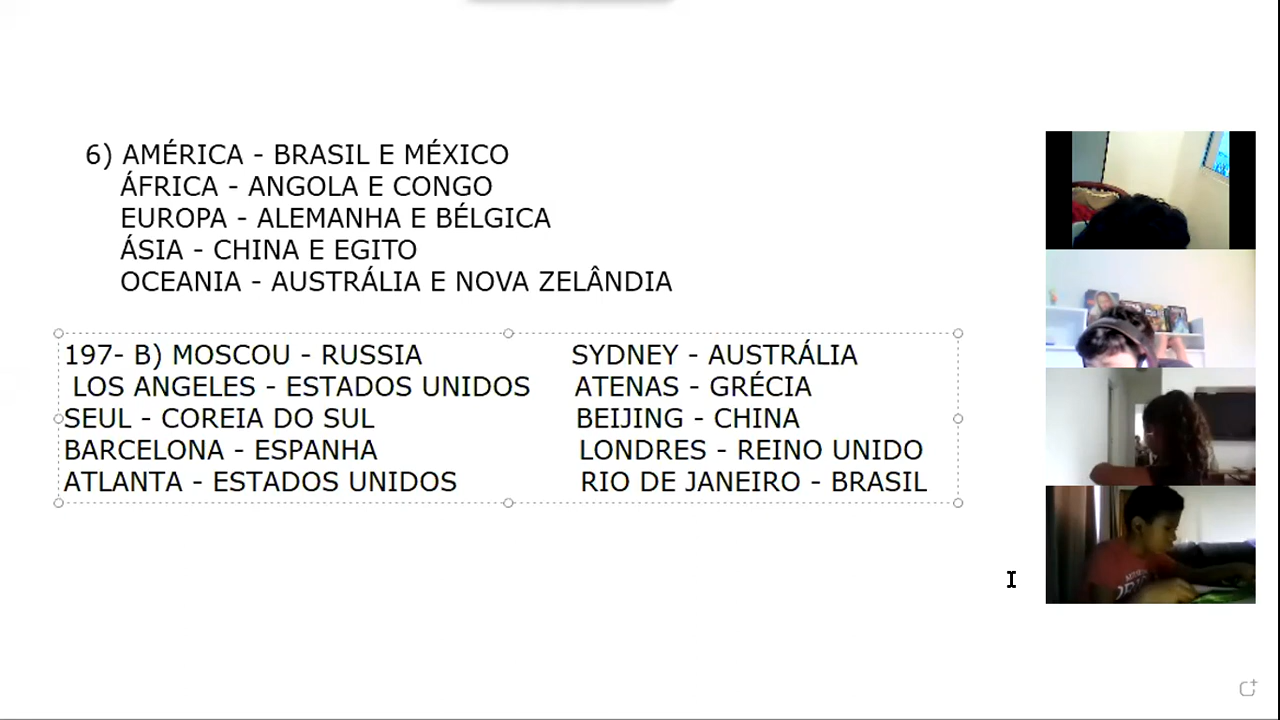 6) AMÉRICA - BRASIL E MÉXICO
ÁFRICA - ANGOLA E CONGO
EUROPA - ALEMANHA E BÉLGICA
ÁSIA - CHINA E EGITO
OCEANIA - AUSTRÁLIA E NOVA ZELÂNDIA
197- B) MOSCOU - RUSSIA SYDNEY - AUSTRÁLIA
LOS ANGELES - ESTADOS UNIDOS ATENAS - GRÉCIA
SEUL - COREIA DO SUL BEIJING - CHINA
BARCELONA - ESPANHA LONDRES - REINO UNIDO
ATLANTA - ESTADOS UNIDOS RIO DE JANEIRO - BRASIL